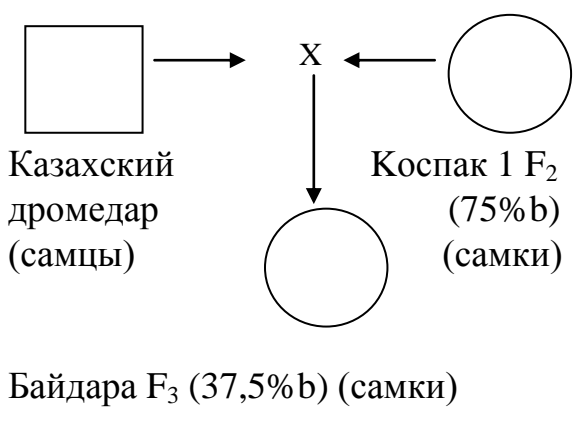 X
Казахский
дромедар
(самцы)
Коспак 1 F₂
(75%b)
(самки)
Байдара F₃ (37,5%b) (самки)